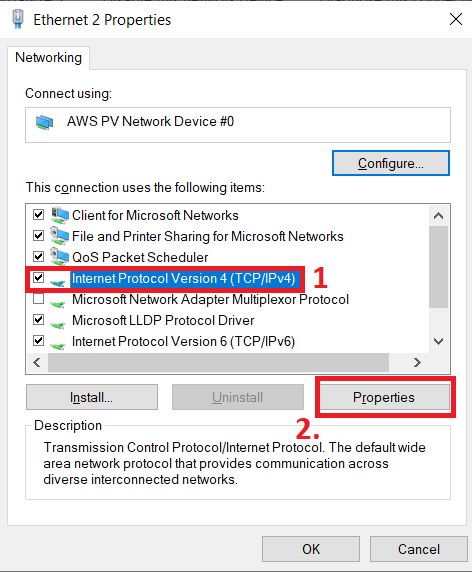 Ethernet 2 Properties
Networking
Connect using:
AWS PV Network Device #0
Configure...
This connection uses the following items:
Client for Microsoft Networks
File and Printer Sharing for Microsoft Networks
QoS Packet Scheduler
Internet Protocol Version 4 (TCP/IPv4) 1
Microsoft Network Adapter Multiplexor Protocol
Microsoft LLDP Protocol Driver
Internet Protocol Version 6 (TCP/IPv6)
Install... Uninstall Properties
2.
Description
Transmission Control Protocol/Internet Protocol. The default wide
area network protocol that provides communication across
diverse interconnected networks.
OK Cancel